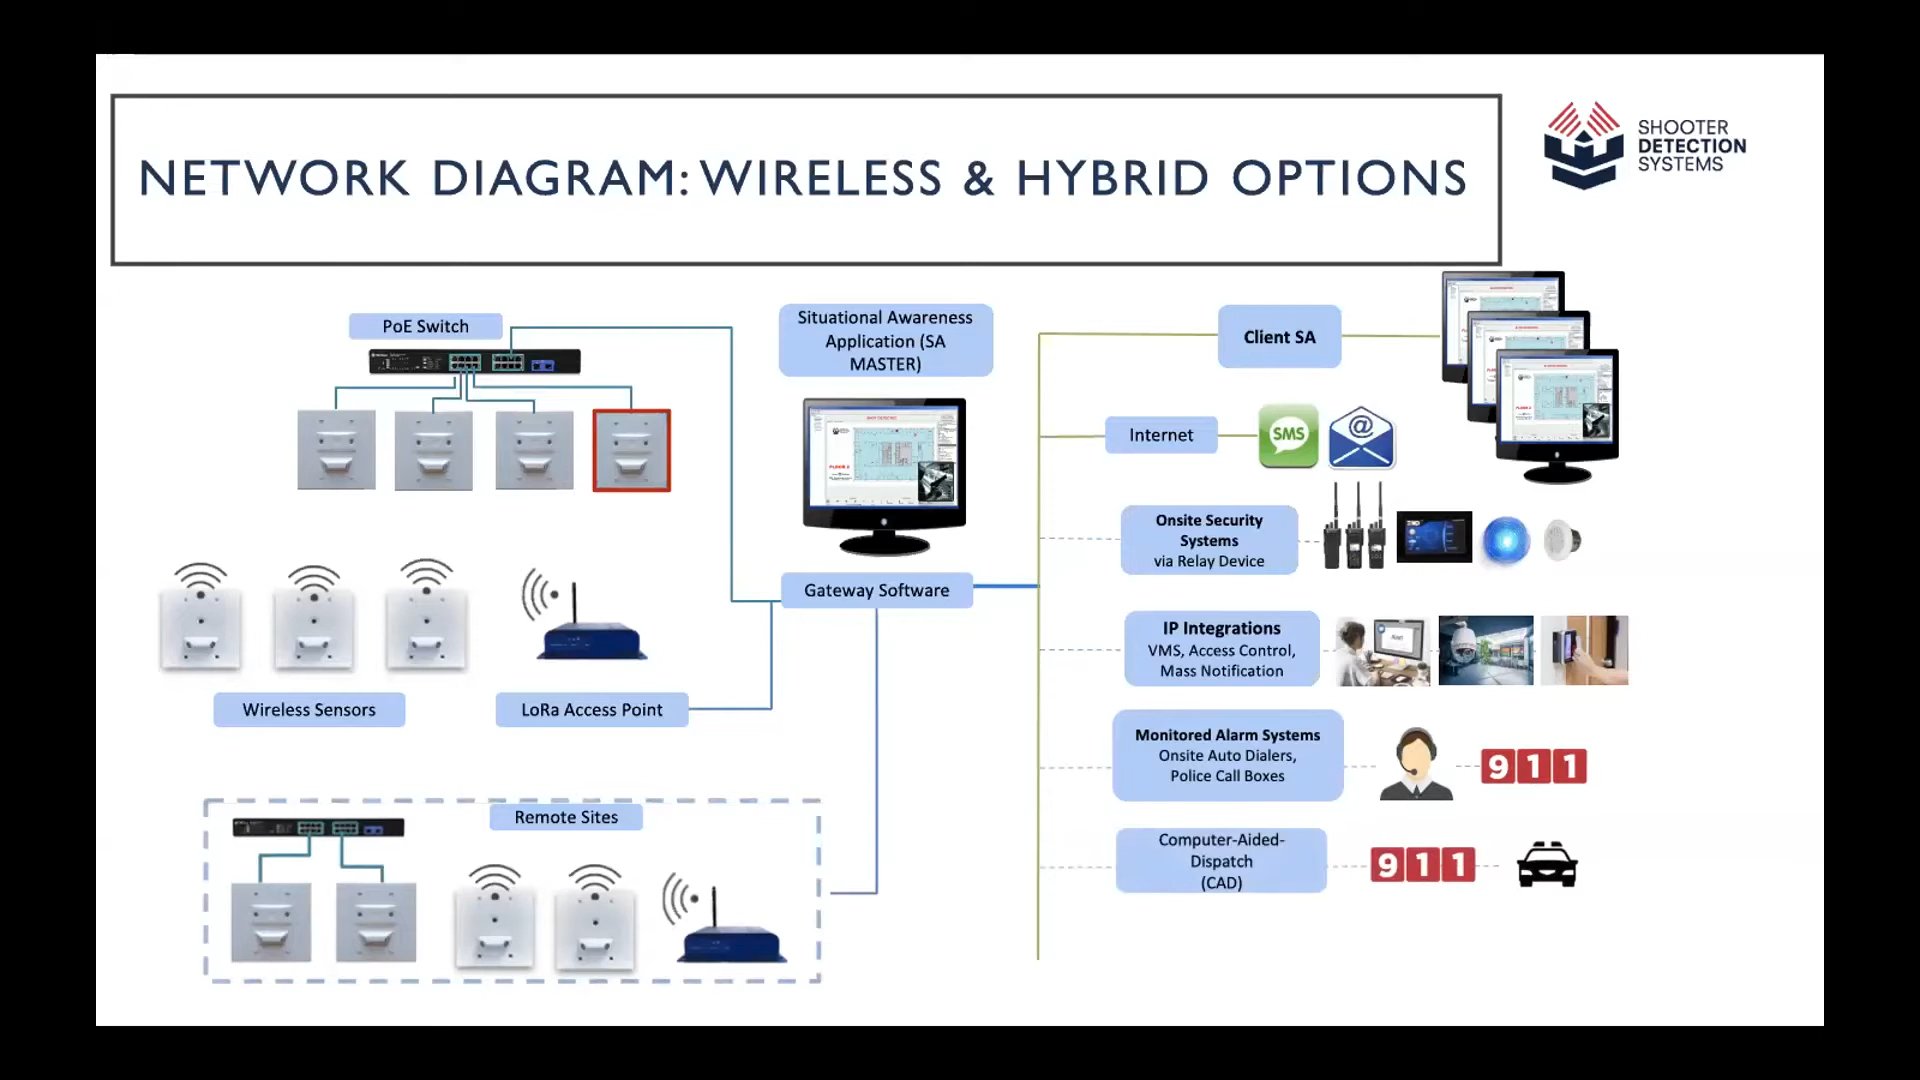 NETWORK DIAGRAM: WIRELESS & HYBRID OPTIONS
SHOOTER
DETECTION
SYSTEMS
PoE Switch
Situational Awareness
Application (SA
MASTER)
Client SA
Internet
SMS
@
Onsite Security
Systems
via Relay Device
Gateway Software
IP Integrations
VMS, Access Control,
Mass Notification
Wireless Sensors
LoRa Access Point
Monitored Alarm Systems
Onsite Auto Dialers,
Police Call Boxes
911
Remote Sites
Computer-Aided-
Dispatch
(CAD)
911